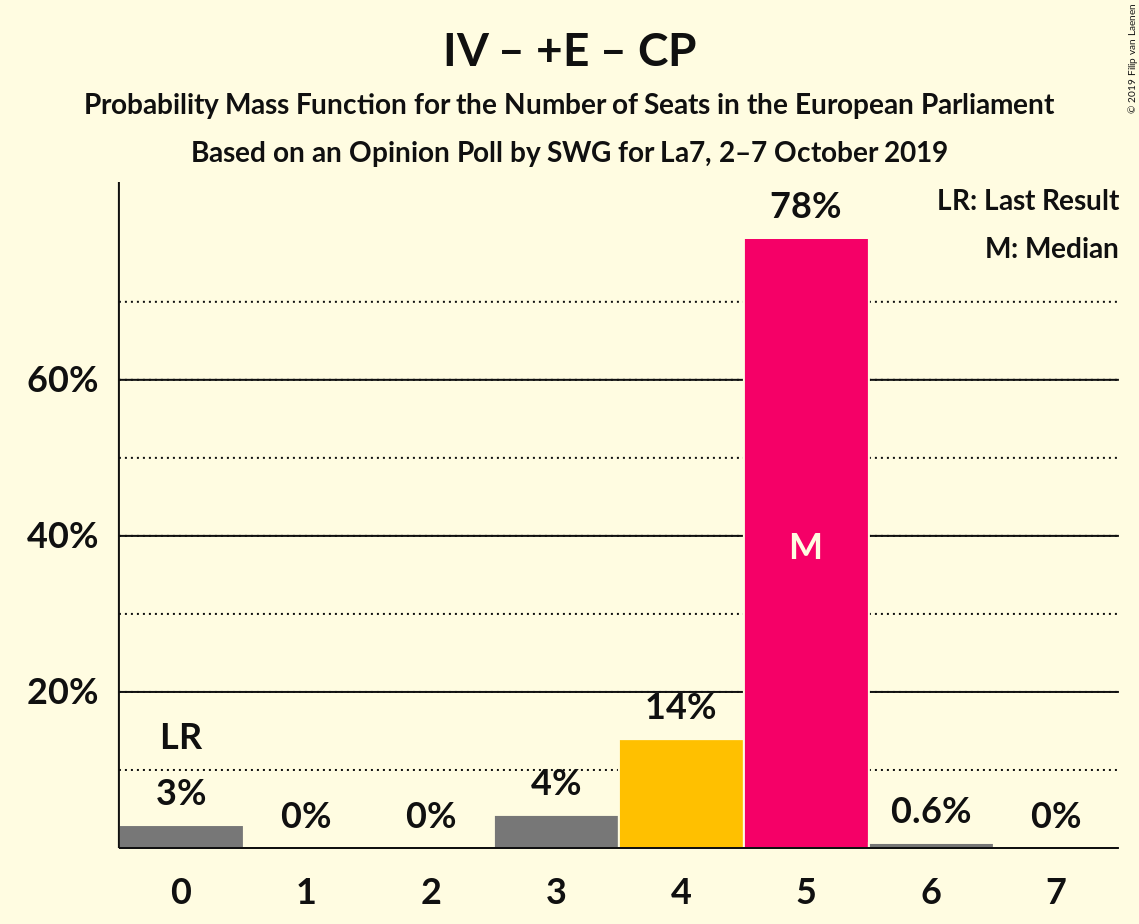 IV – +E – CP
Probability Mass Function for the Number of Seats in the European Parliament
Based on an Opinion Poll by SWG for La7, 2–7 October 2019
© 2019 Filip van Laenen
LR: Last Result
M: Median
78%
60%
40%
20%
M
14%
LR
3%
0%
0%
4%
0.6%
0%
0 1 2 3 4 5 6 7